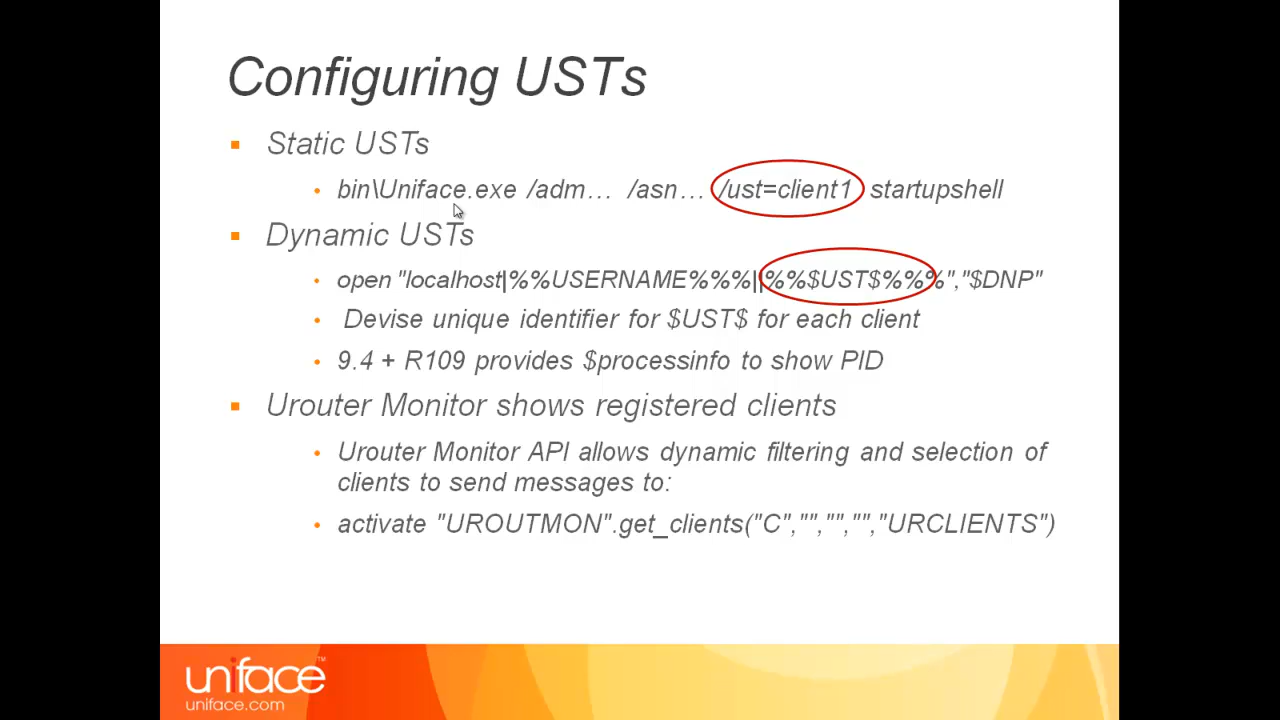 Configuring USTs
Static USTs
bin\Uniface.exe /adm… /asn… /ust=client1 startupshell
Dynamic USTs
open "localhost|%%USERNAME%%%||%%$UST$%%%","$DNP"
Devise unique identifier for $UST$ for each client
9.4 + R109 provides $processinfo to show PID
Urouter Monitor shows registered clients
Urouter Monitor API allows dynamic filtering and selection of
clients to send messages to:
activate "UROUTMON".get_clients("C","","","","URCLIENTS")
uniface™
uniface.com